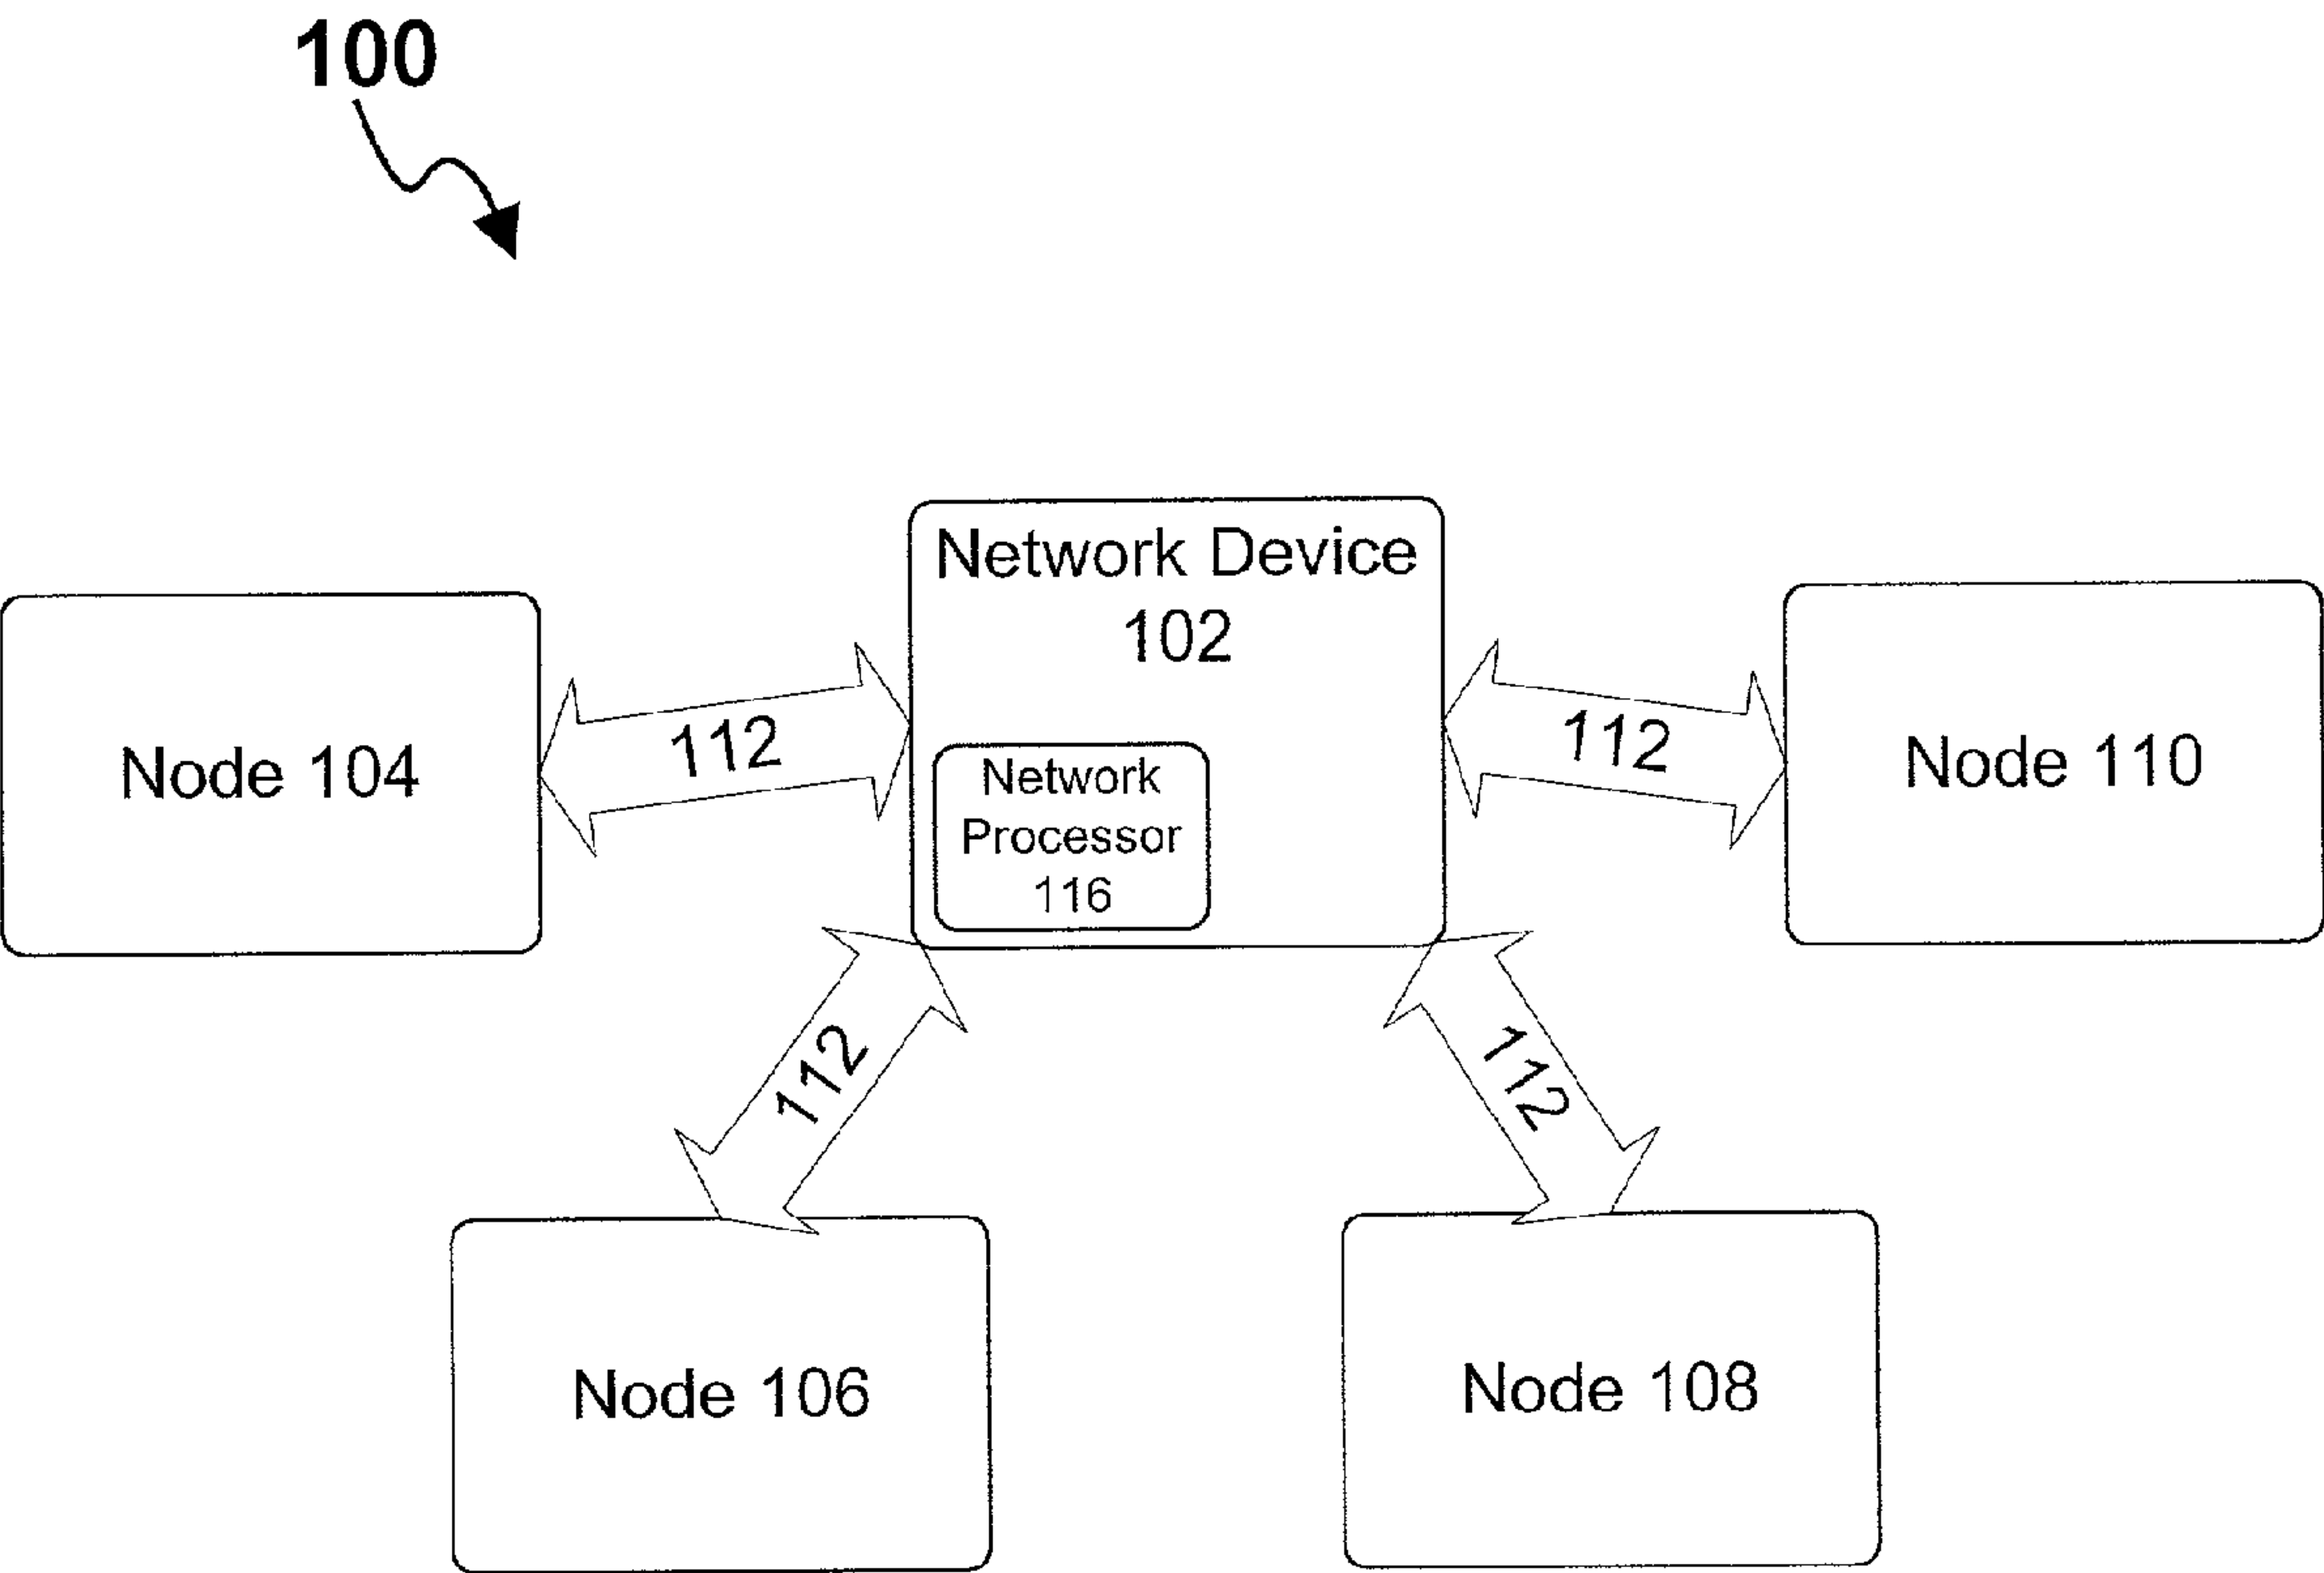 100
Network Device
102
Node 104
112
112
Node 110
Network
Processor
116
112
112
Node 106
Node 108